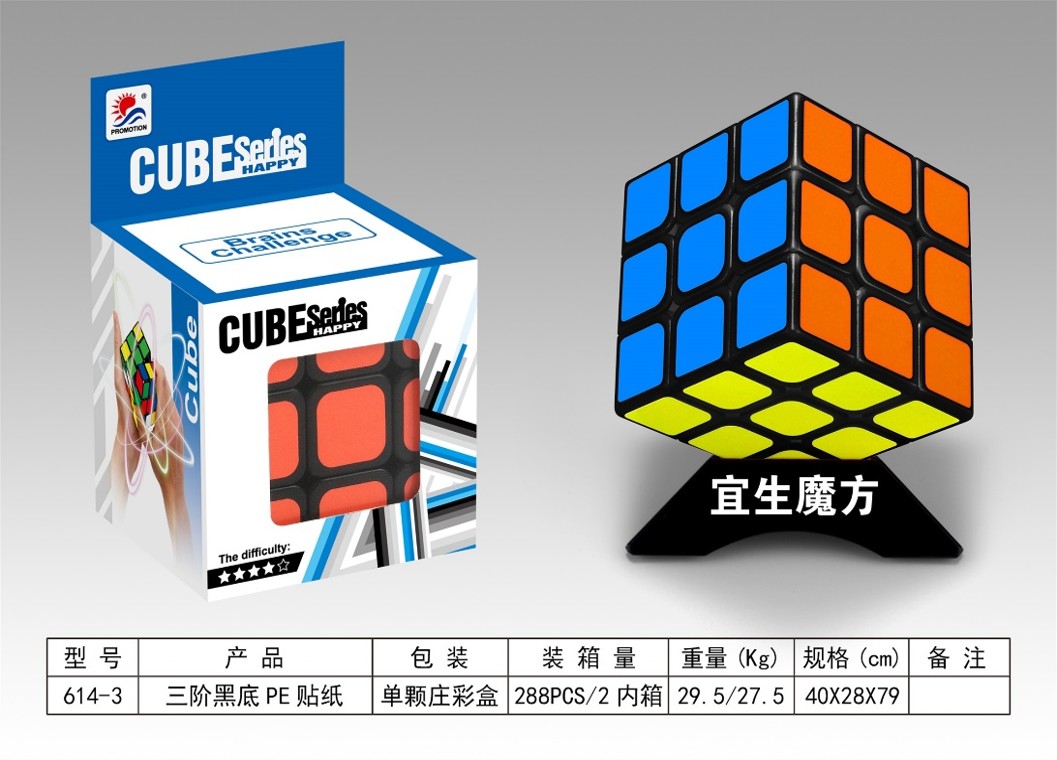 ®
PROMOTION
CUBE Series
HAPPY
Brains
Challenge
CUBE Series
HAPPY
Cube
The difficulty:
宜生魔方
型号 产品 包装 装箱量 重量(Kg) 规格(cm) 备注
614-3 三阶黑底PE贴纸 单颗庄彩盒 288PCS/2内箱 29.5/27.5 40X28X79